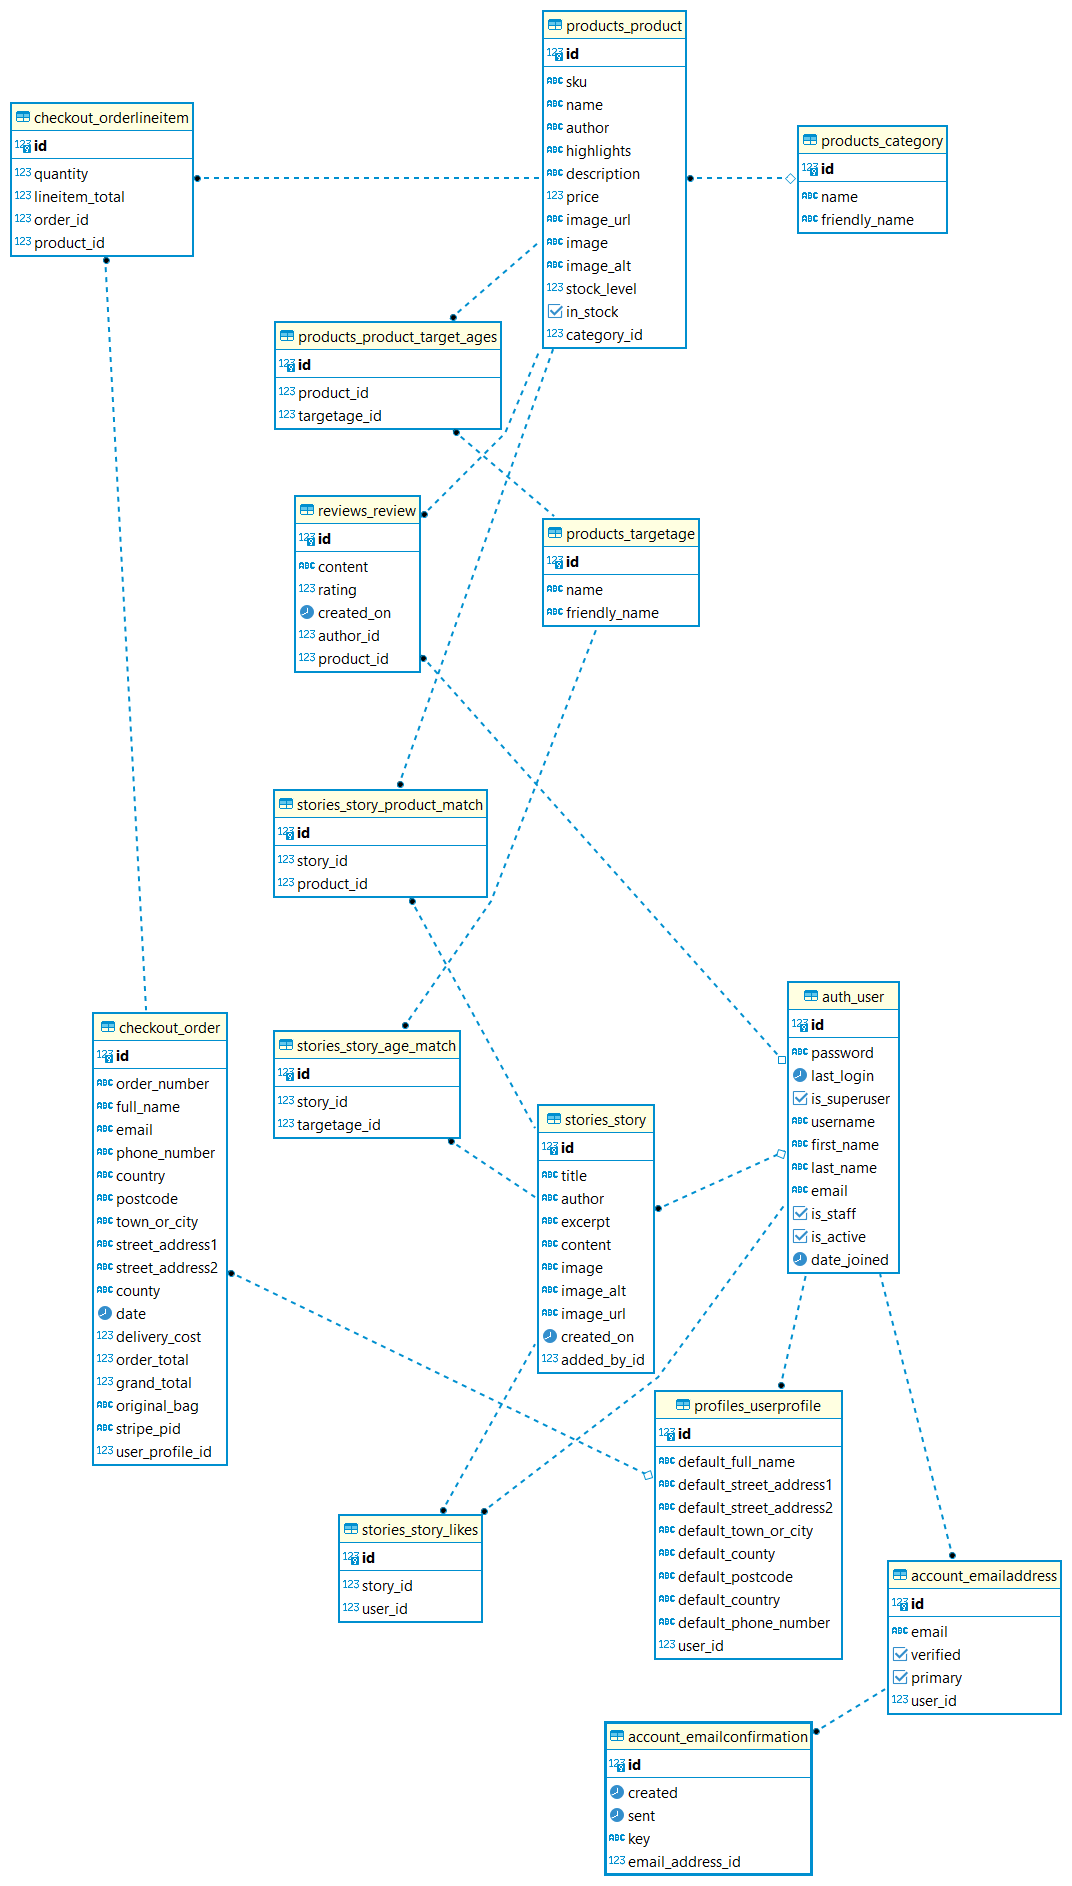 products_product
123 id
ABC sku
ABC name
ABC author
ABC highlights
ABC description
123 price
ABC image_url
ABC image
ABC image_alt
123 stock_level
in_stock
123 category_id
checkout_orderlineitem
123 id
123 quantity
123 lineitem_total
123 order_id
123 product_id
products_category
123 id
ABC name
ABC friendly_name
products_product_target_ages
123 id
123 product_id
123 targetage_id
reviews_review
123 id
ABC content
123 rating
created_on
123 author_id
123 product_id
products_targetage
123 id
ABC name
ABC friendly_name
stories_story_product_match
123 id
123 story_id
123 product_id
auth_user
123 id
ABC password
last_login
is_superuser
ABC username
ABC first_name
ABC last_name
ABC email
is_staff
is_active
date_joined
checkout_order
123 id
ABC order_number
ABC full_name
ABC email
ABC phone_number
ABC country
ABC postcode
ABC town_or_city
ABC street_address1
ABC street_address2
ABC county
date
123 delivery_cost
123 order_total
123 grand_total
ABC original_bag
ABC stripe_pid
123 user_profile_id
stories_story_age_match
123 id
123 story_id
123 targetage_id
stories_story
123 id
ABC title
ABC author
ABC excerpt
ABC content
ABC image
ABC image_alt
ABC image_url
created_on
123 added_by_id
profiles_userprofile
123 id
ABC default_full_name
ABC default_street_address1
ABC default_street_address2
ABC default_town_or_city
ABC default_county
ABC default_postcode
ABC default_country
ABC default_phone_number
123 user_id
stories_story_likes
123 id
123 story_id
123 user_id
account_emailaddress
123 id
ABC email
verified
primary
123 user_id
account_emailconfirmation
123 id
created
sent
ABC key
123 email_address_id